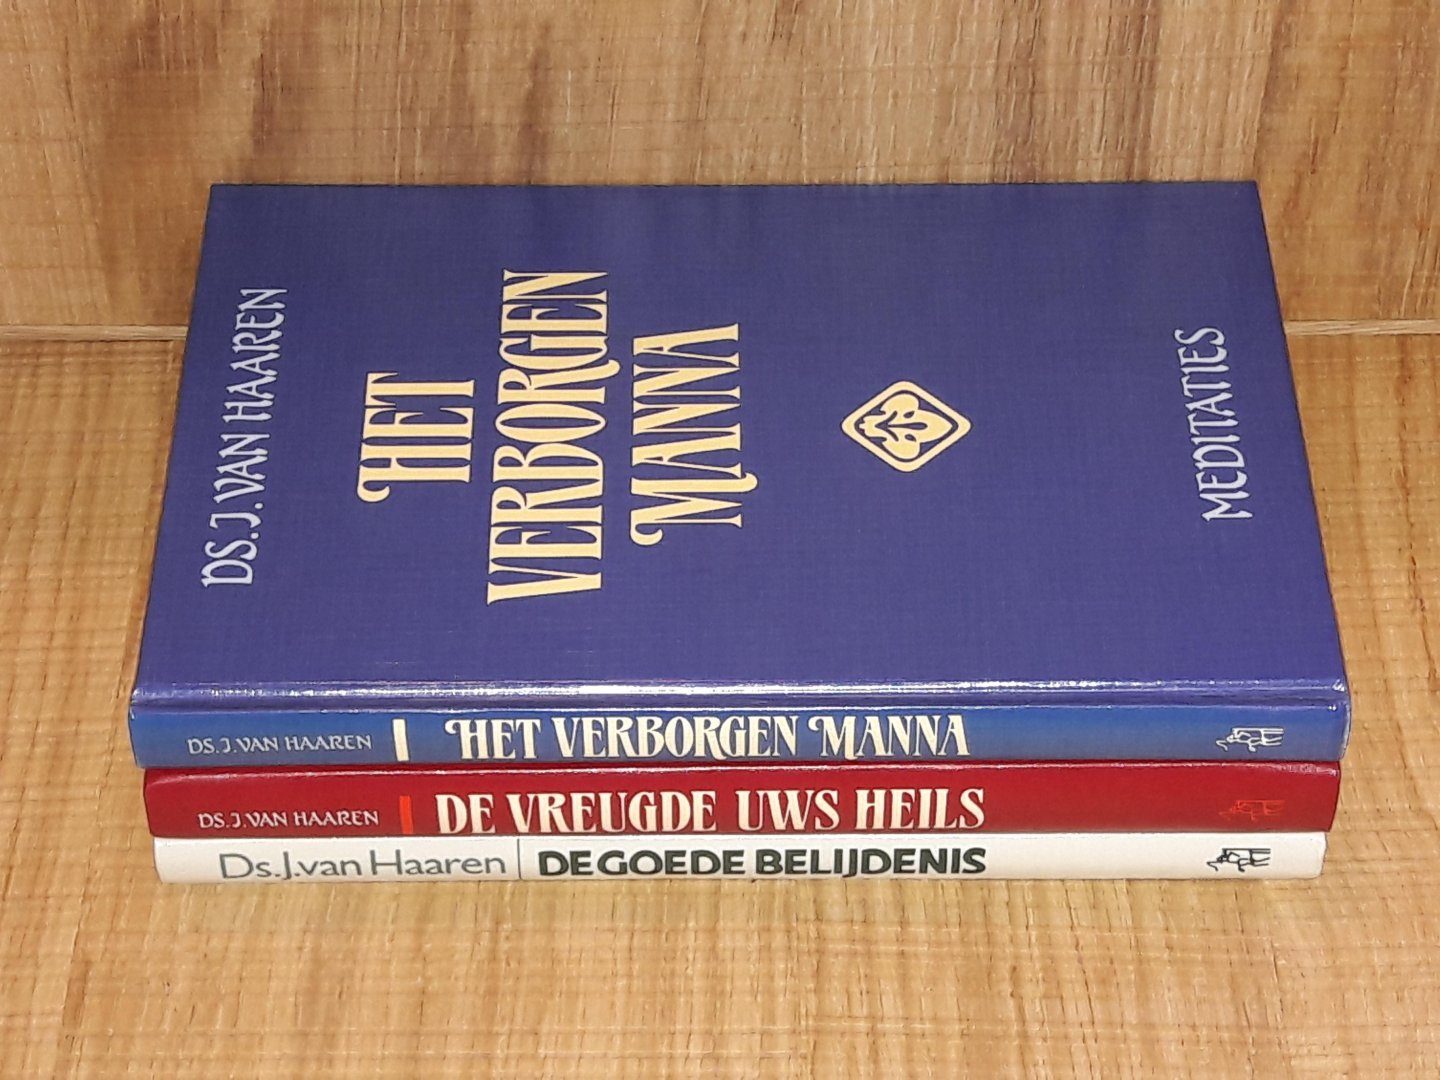 DS. J. VAN HAAREN
HET
VERBORGEN
MANNA
MEDITATIES
DS. J. VAN HAAREN HET VERBORGEN MANNA
DS. J. VAN HAAREN DE VREUGDE UWS HEILS
Ds. J. van Haaren DE GOEDE BELIJDENIS